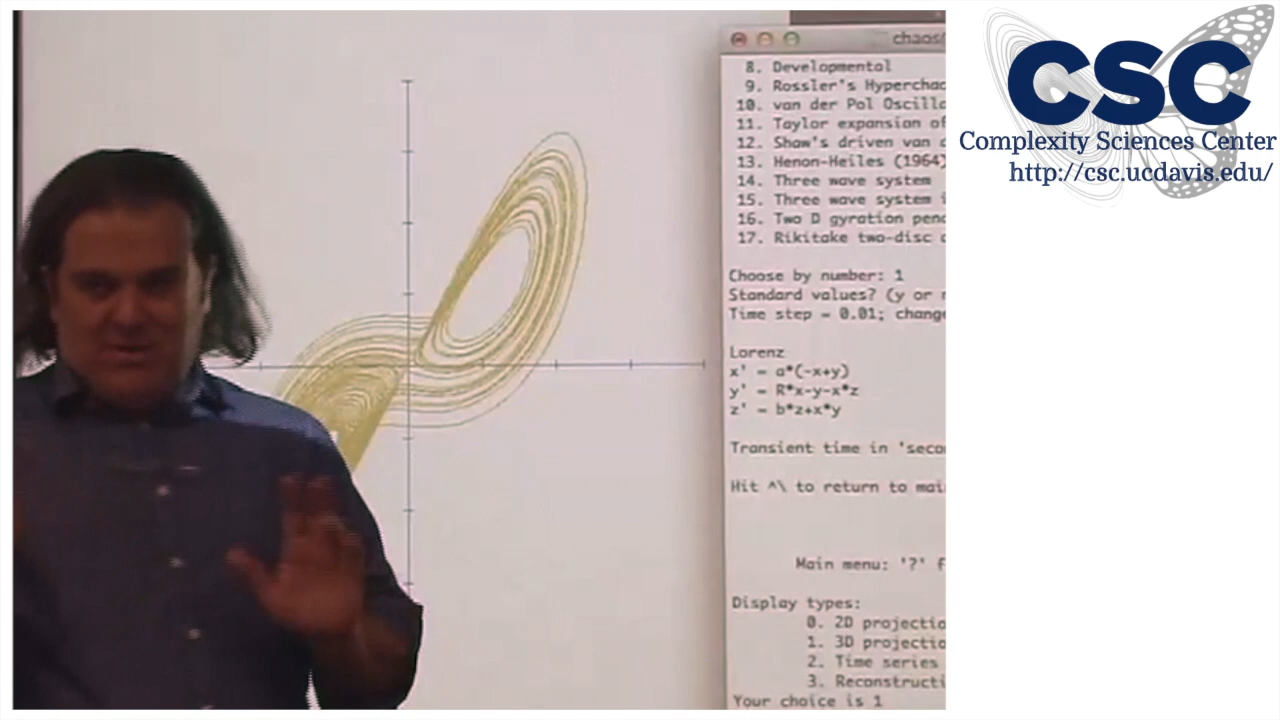 chaos
8. Developmental
9. Rossler's Hyperchao
10. van der Pol Oscilla
11. Taylor expansion of
12. Shaw's driven van d
13. Henon-Heiles (1964)
14. Three wave system
15. Three wave system i
16. Two D gyration pend
17. Rikitake two-disc d
Choose by number: 1
Standard values? (y or n
Time step = 0.01; change
Lorenz
x' = a*(-x+y)
y' = R*x-y-x*z
z' = b*z+x*y
Transient time in 'seco
Hit ^\ to return to mai
Main menu: '?' f
Display types:
0. 2D projectio
1. 3D projectio
2. Time series
3. Reconstructi
Your choice is 1
CSC
Complexity Sciences Center
http://csc.ucdavis.edu/